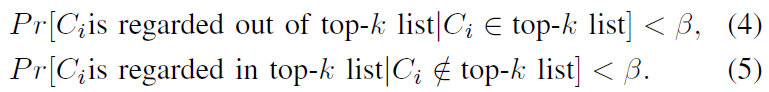 Pr[C_i is regarded out of top-k list|C_i ∈ top-k list] < β, (4)
Pr[C_i is regarded in top-k list|C_i ∉ top-k list] < β. (5)